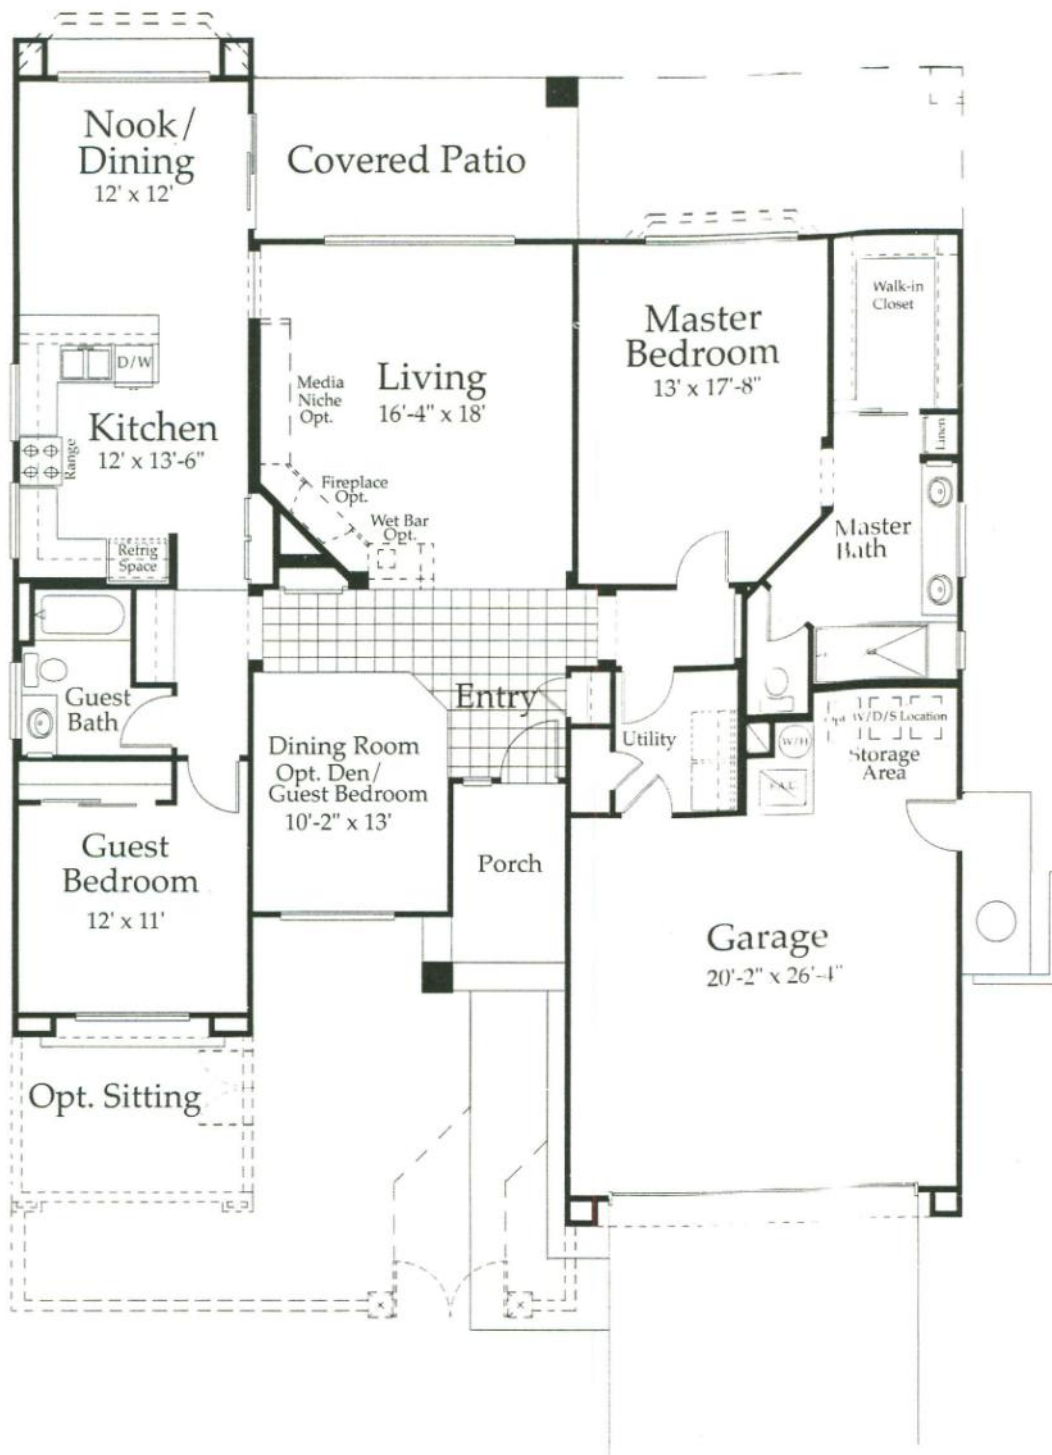 Nook/
Dining
12' x 12'
Covered Patio
Walk-in
Closet
Master
Bedroom
13' x 17'-8"
Living
16'-4" x 18'
Media
Niche
Opt.
D/W
Kitchen
12' x 13'-6"
Range
Linen
Fireplace
Opt.
Wet Bar
Opt.
Master
Bath
Refrig
Space
Guest
Bath
Entry
Utility
Opt. W/D/S Location
W/H
Storage
Area
F.A.U.
Dining Room
Opt. Den/
Guest Bedroom
10'-2" x 13'
Guest
Bedroom
12' x 11'
Porch
Garage
20'-2" x 26'-4"
Opt. Sitting
x
x